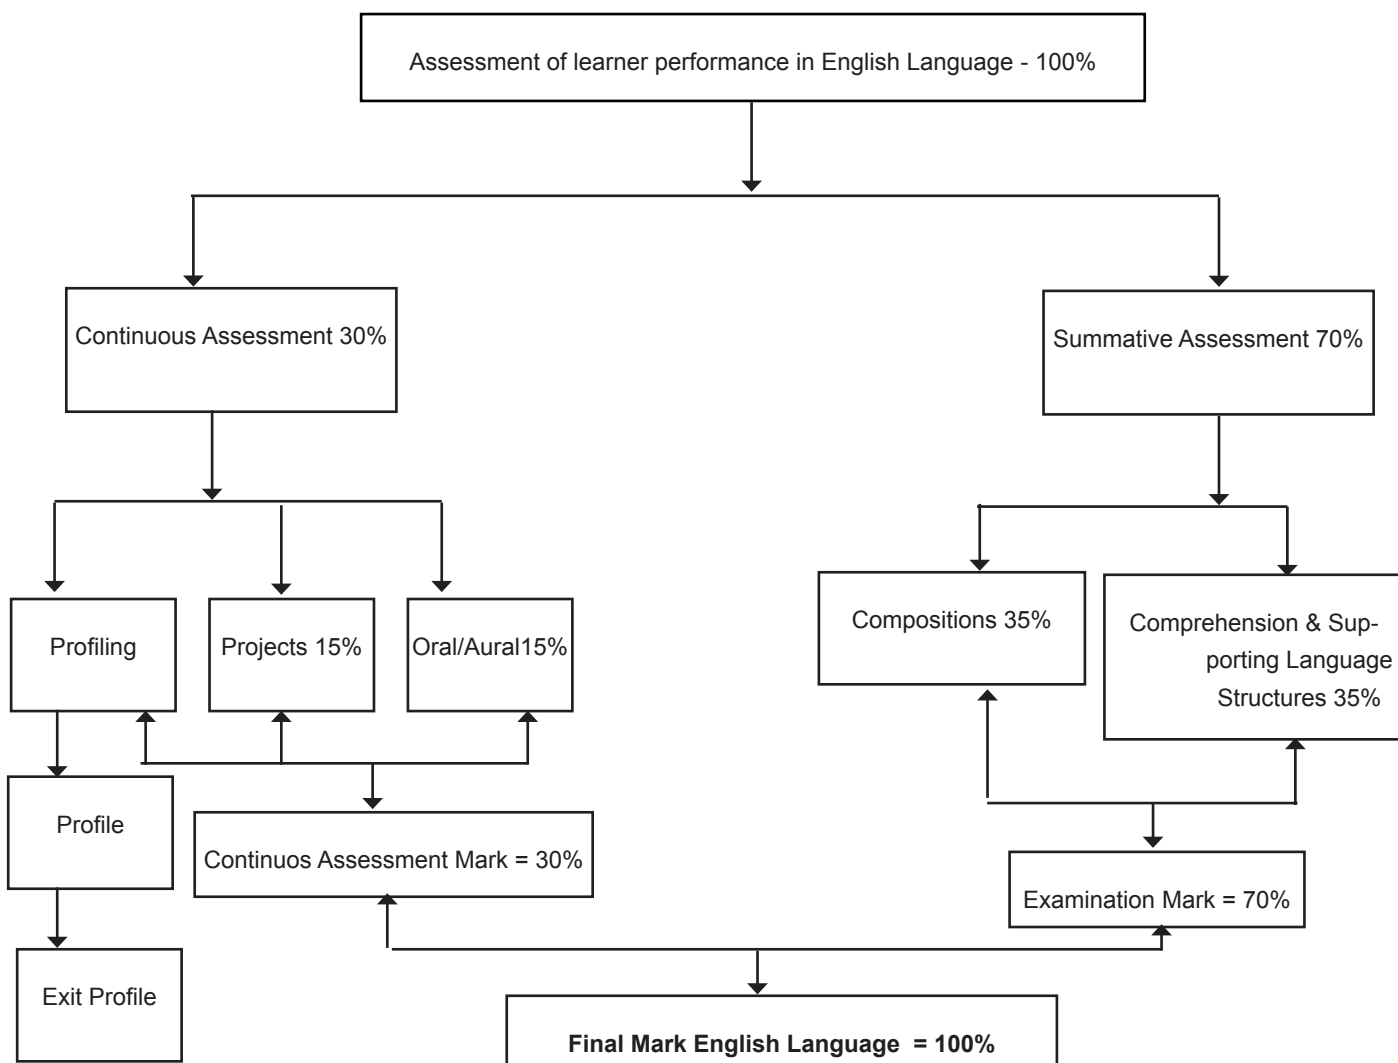 Assessment of learner performance in English Language - 100%
Continuous Assessment 30%
Summative Assessment 70%
Profiling
Projects 15%
Oral/Aural15%
Compositions 35%
Comprehension & Sup-
porting Language
Structures 35%
Profile
Continuos Assessment Mark = 30%
Examination Mark = 70%
Exit Profile
Final Mark English Language = 100%